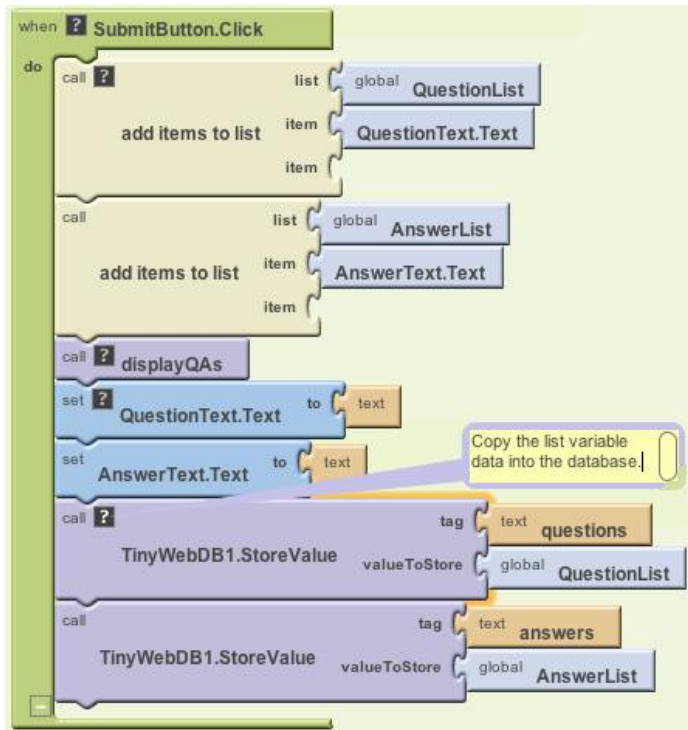 when ? SubmitButton.Click
do
call ? list global QuestionList
add items to list item QuestionText.Text
item
call list global AnswerList
add items to list item AnswerText.Text
item
call ? displayQAs
set ? QuestionText.Text to text
Copy the list variable
data into the database.
set AnswerText.Text to text
call ? tag text questions
TinyWebDB1.StoreValue valueToStore global QuestionList
call tag text answers
TinyWebDB1.StoreValue valueToStore global AnswerList